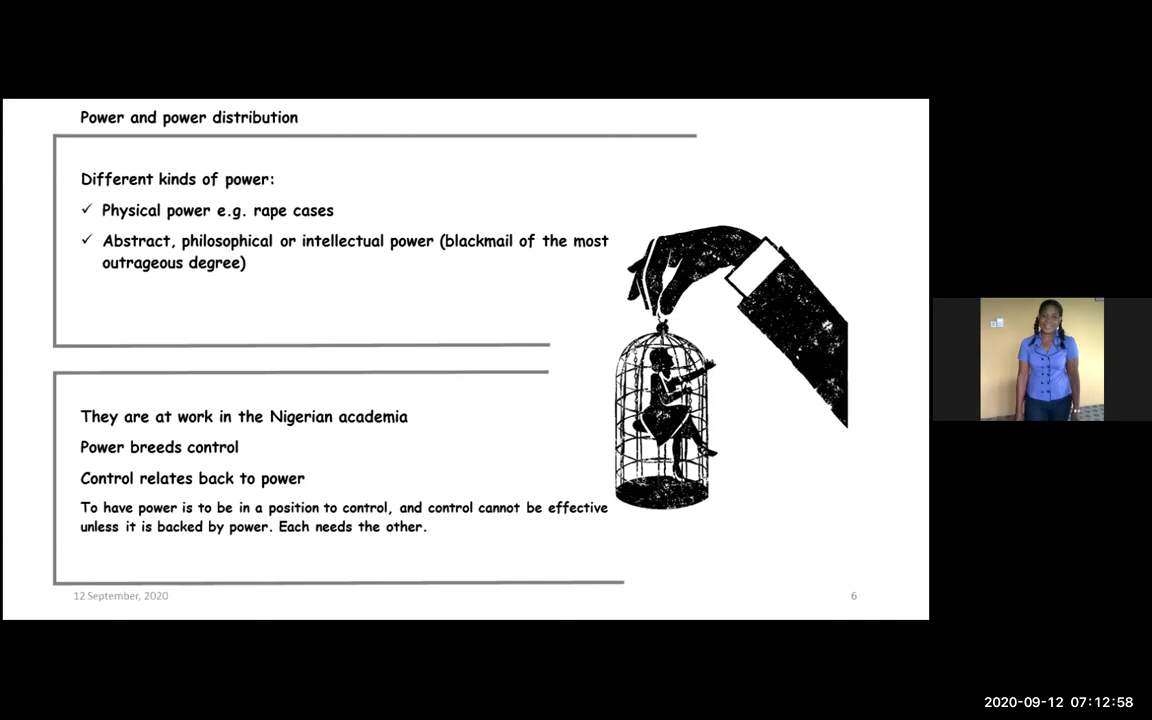 Power and power distribution
Different kinds of power:
✓ Physical power e.g. rape cases
✓ Abstract, philosophical or intellectual power (blackmail of the most
outrageous degree)
They are at work in the Nigerian academia
Power breeds control
Control relates back to power
To have power is to be in a position to control, and control cannot be effective
unless it is backed by power. Each needs the other.
12 September, 2020
6
2020-09-12 07:12:58